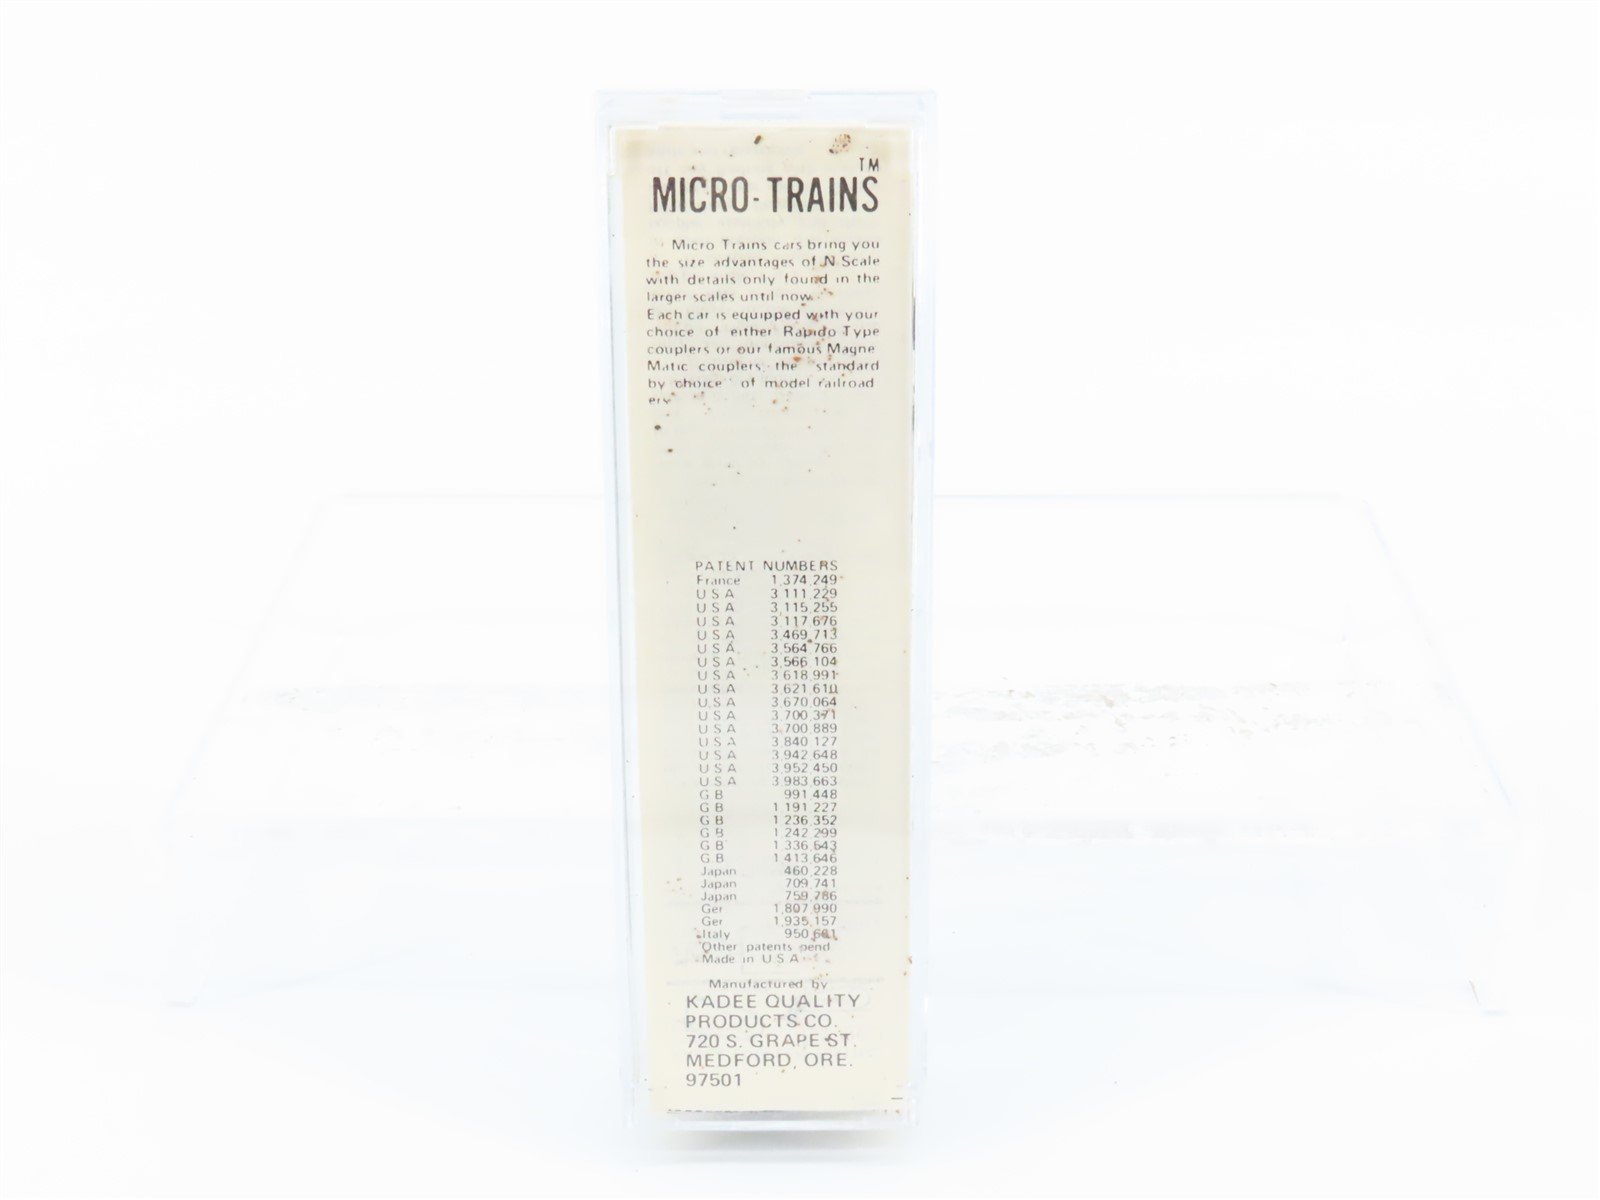 TM
MICRO-TRAINS
Micro Trains cars bring you
the size advantages of N Scale
with details only found in the
larger scales until now.
Each car is equipped with your
choice of either Rapido Type
couplers or our famous Magne
Matic couplers, the "standard
by choice" of model railroad
ers
PATENT NUMBERS
France 1,374,249
U S A 3 111,229
U S A 3,115,255
U S A 3 117,676
U S A 3,469,713
U S A 3,564,766
U S A 3,566 104
U S A 3 618,991
U S A 3 621 610
U S A 3 670,064
U S A 3,700,371
U S A 3,700,889
U S A 3 840 127
U S A 3 942 648
U S A 3 952 450
U S A 3 983,663
G B 991,448
G B 1 191 227
G B 1 236,352
G B 1 242 299
G B 1 336,643
G B 1 413,646
Japan 460,228
Japan 709,741
Japan 759,786
Ger 1,807,990
Ger 1,935,157
Italy 950,661
Other patents pend
Made in U S A
Manufactured by
KADEE QUALITY
PRODUCTS CO.
720 S. GRAPE ST.
MEDFORD, ORE.
97501